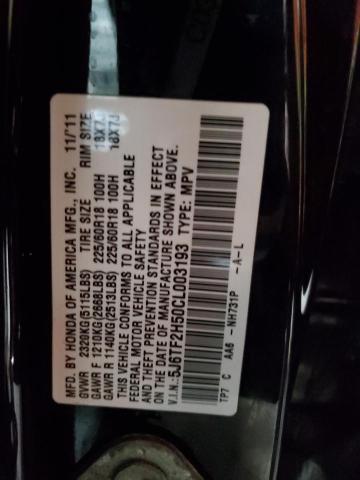 MFD. BY HONDA OF AMERICA MFG., INC. 11/'11
GVWR 2320KG(5115LBS) TIRE SIZE RIM SIZE
GAWR F 1210KG(2668LBS) 225/60R18 100H 18X7J
GAWR R 1140KG(2513LBS) 225/60R18 100H 18X7J
THIS VEHICLE CONFORMS TO ALL APPLICABLE
FEDERAL MOTOR VEHICLE SAFETY
AND THEFT PREVENTION STANDARDS IN EFFECT
ON THE DATE OF MANUFACTURE SHOWN ABOVE.
V.I.N.:5J6TF2H50CL003193 TYPE: MPV
TP7 C AA6 -NH731P -A-L